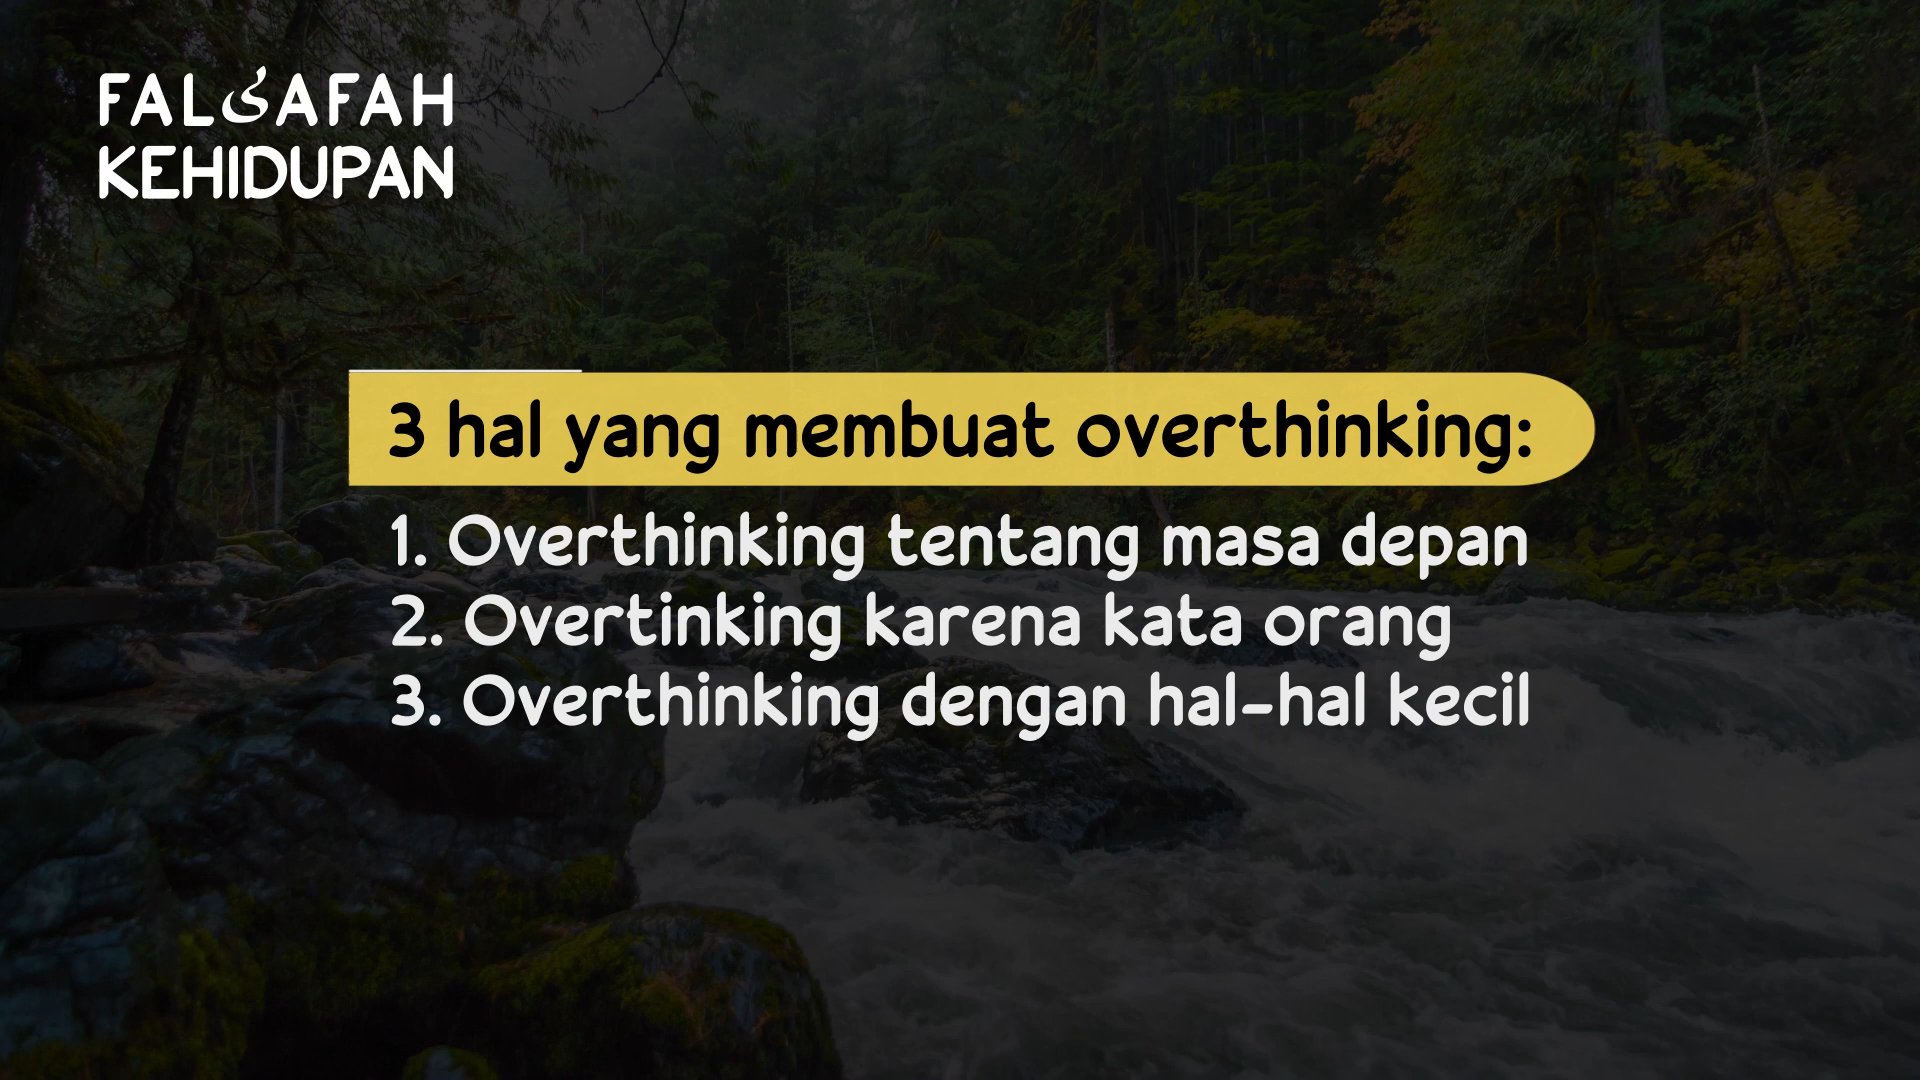 FALSAFAH
KEHIDUPAN
3 hal yang membuat overthinking:
1. Overthinking tentang masa depan
2. Overtinking karena kata orang
3. Overthinking dengan hal-hal kecil